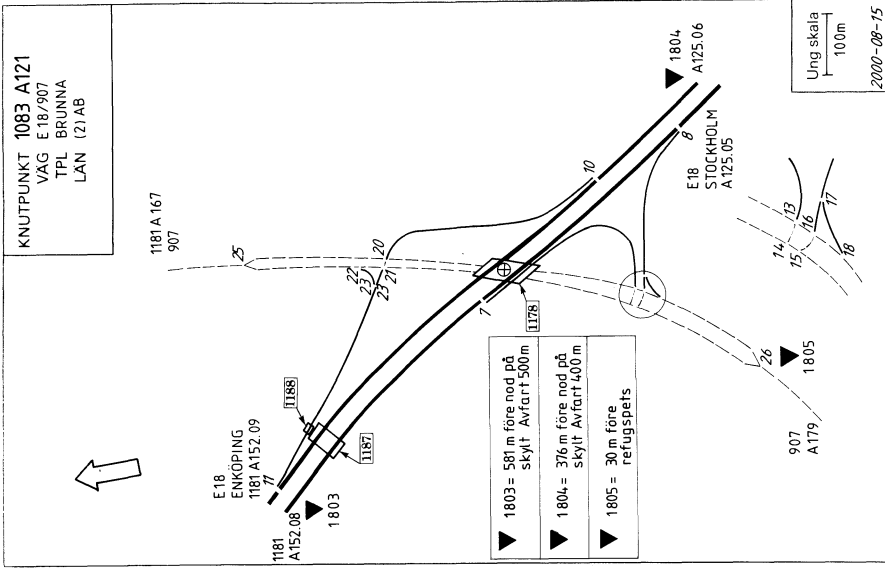 KNUTPUNKT 1083 A121
VÄG E18/907
TPL BRUNNA
LÄN (2) AB
1181 A 167
907
25
22
23
23
20
21
10
7
1178
1188
1187
E18
ENKÖPING
1181 A152.09
11
1181
A152.08
1803
1804
A125.06
8
E18
STOCKHOLM
A125.05
13
14
15
16
17
18
26
1805
907
A179
1803 = 581 m före nod på
skylt Avfart 500m
1804 = 376 m före nod på
skylt Avfart 400 m
1805 = 30 m före
refugspets
Ung skala
100m
2000-08-15